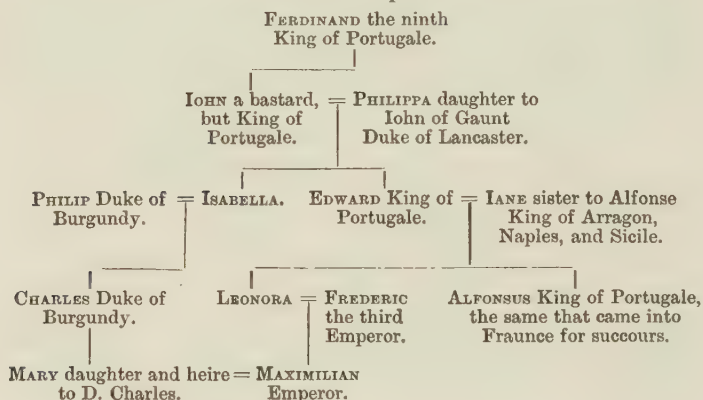 FERDINAND the ninth
King of Portugale.
IOHN a bastard, = PHILIPPA daughter to
but King of Iohn of Gaunt
Portugale. Duke of Lancaster.
PHILIP Duke of = ISABELLA. EDWARD King of = IANE sister to Alfonse
Burgundy. Portugale. King of Arragon,
Naples, and Sicile.
CHARLES Duke of LEONORA = FREDERIC ALFONSUS King of Portugale,
Burgundy. the third the same that came into
Emperor. Fraunce for succours.
MARY daughter and heire = MAXIMILIAN
to D. Charles. Emperor.